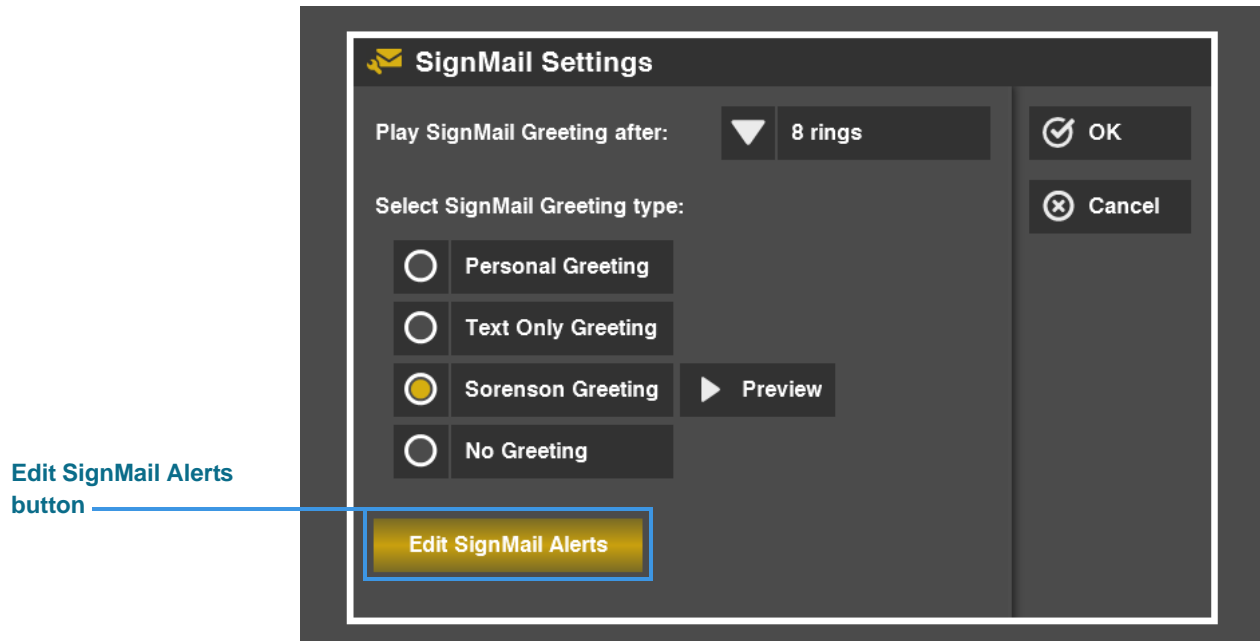 SignMail Settings
Play SignMail Greeting after:
8 rings
OK
Select SignMail Greeting type:
Cancel
Personal Greeting
Text Only Greeting
Sorenson Greeting
Preview
No Greeting
Edit SignMail Alerts
button
Edit SignMail Alerts